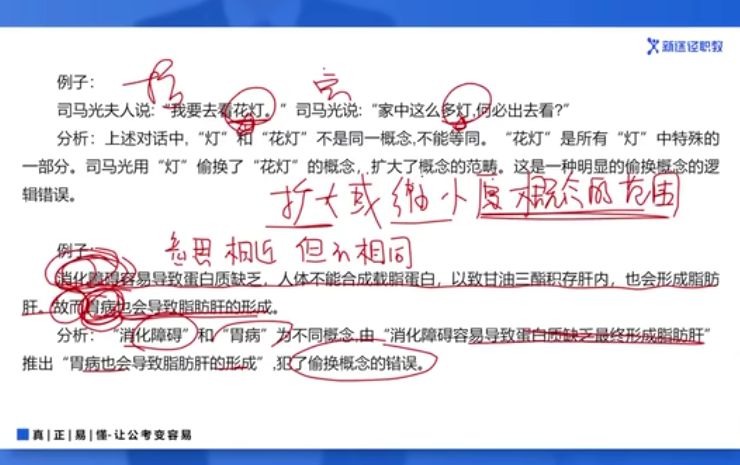 新途径职教
例子：
司马光夫人说：“我要去看花灯。”司马光说：“家中这么多灯,何必出去看?”
分析：上述对话中,“灯”和“花灯”不是同一概念,不能等同。“花灯”是所有“灯”中特殊的
一部分。司马光用“灯”偷换了“花灯”的概念，扩大了概念的范畴。这是一种明显的偷换概念的逻
辑错误。
扩大或缩小原概念的范围
例子：
意思相近 但不相同
消化障碍容易导致蛋白质缺乏，人体不能合成载脂蛋白，以致甘油三酯积存肝内，也会形成脂肪
肝。故而胃病也会导致脂肪肝的形成。
分析：“消化障碍”和“胃病”为不同概念,由“消化障碍容易导致蛋白质缺乏最终形成脂肪肝”
推出“胃病也会导致脂肪肝的形成”,犯了偷换概念的错误。
真|正|易|懂-让公考变容易